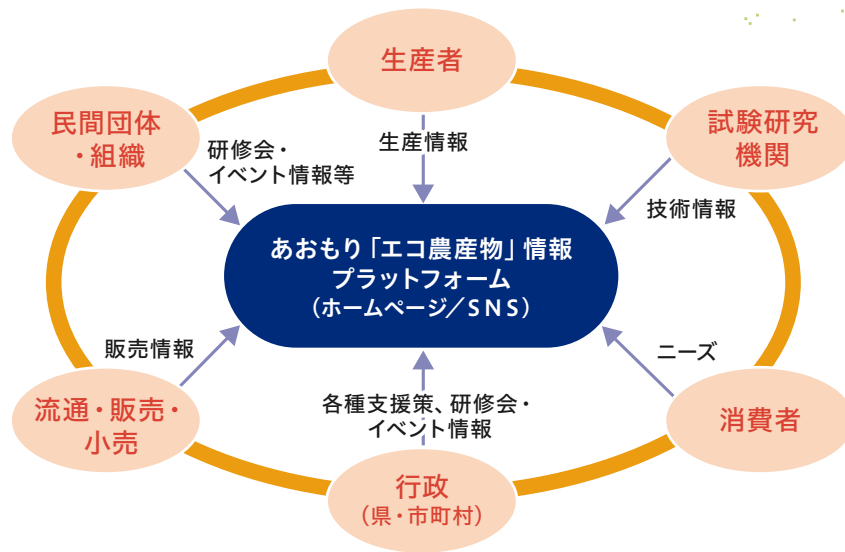 生産者
民間団体
・組織
試験研究
機関
研修会・
イベント情報等
生産情報
技術情報
あおもり「エコ農産物」情報
プラットフォーム
(ホームページ/SNS)
販売情報
ニーズ
流通・販売・
小売
各種支援策、研修会・
イベント情報
消費者
行政
(県・市町村)